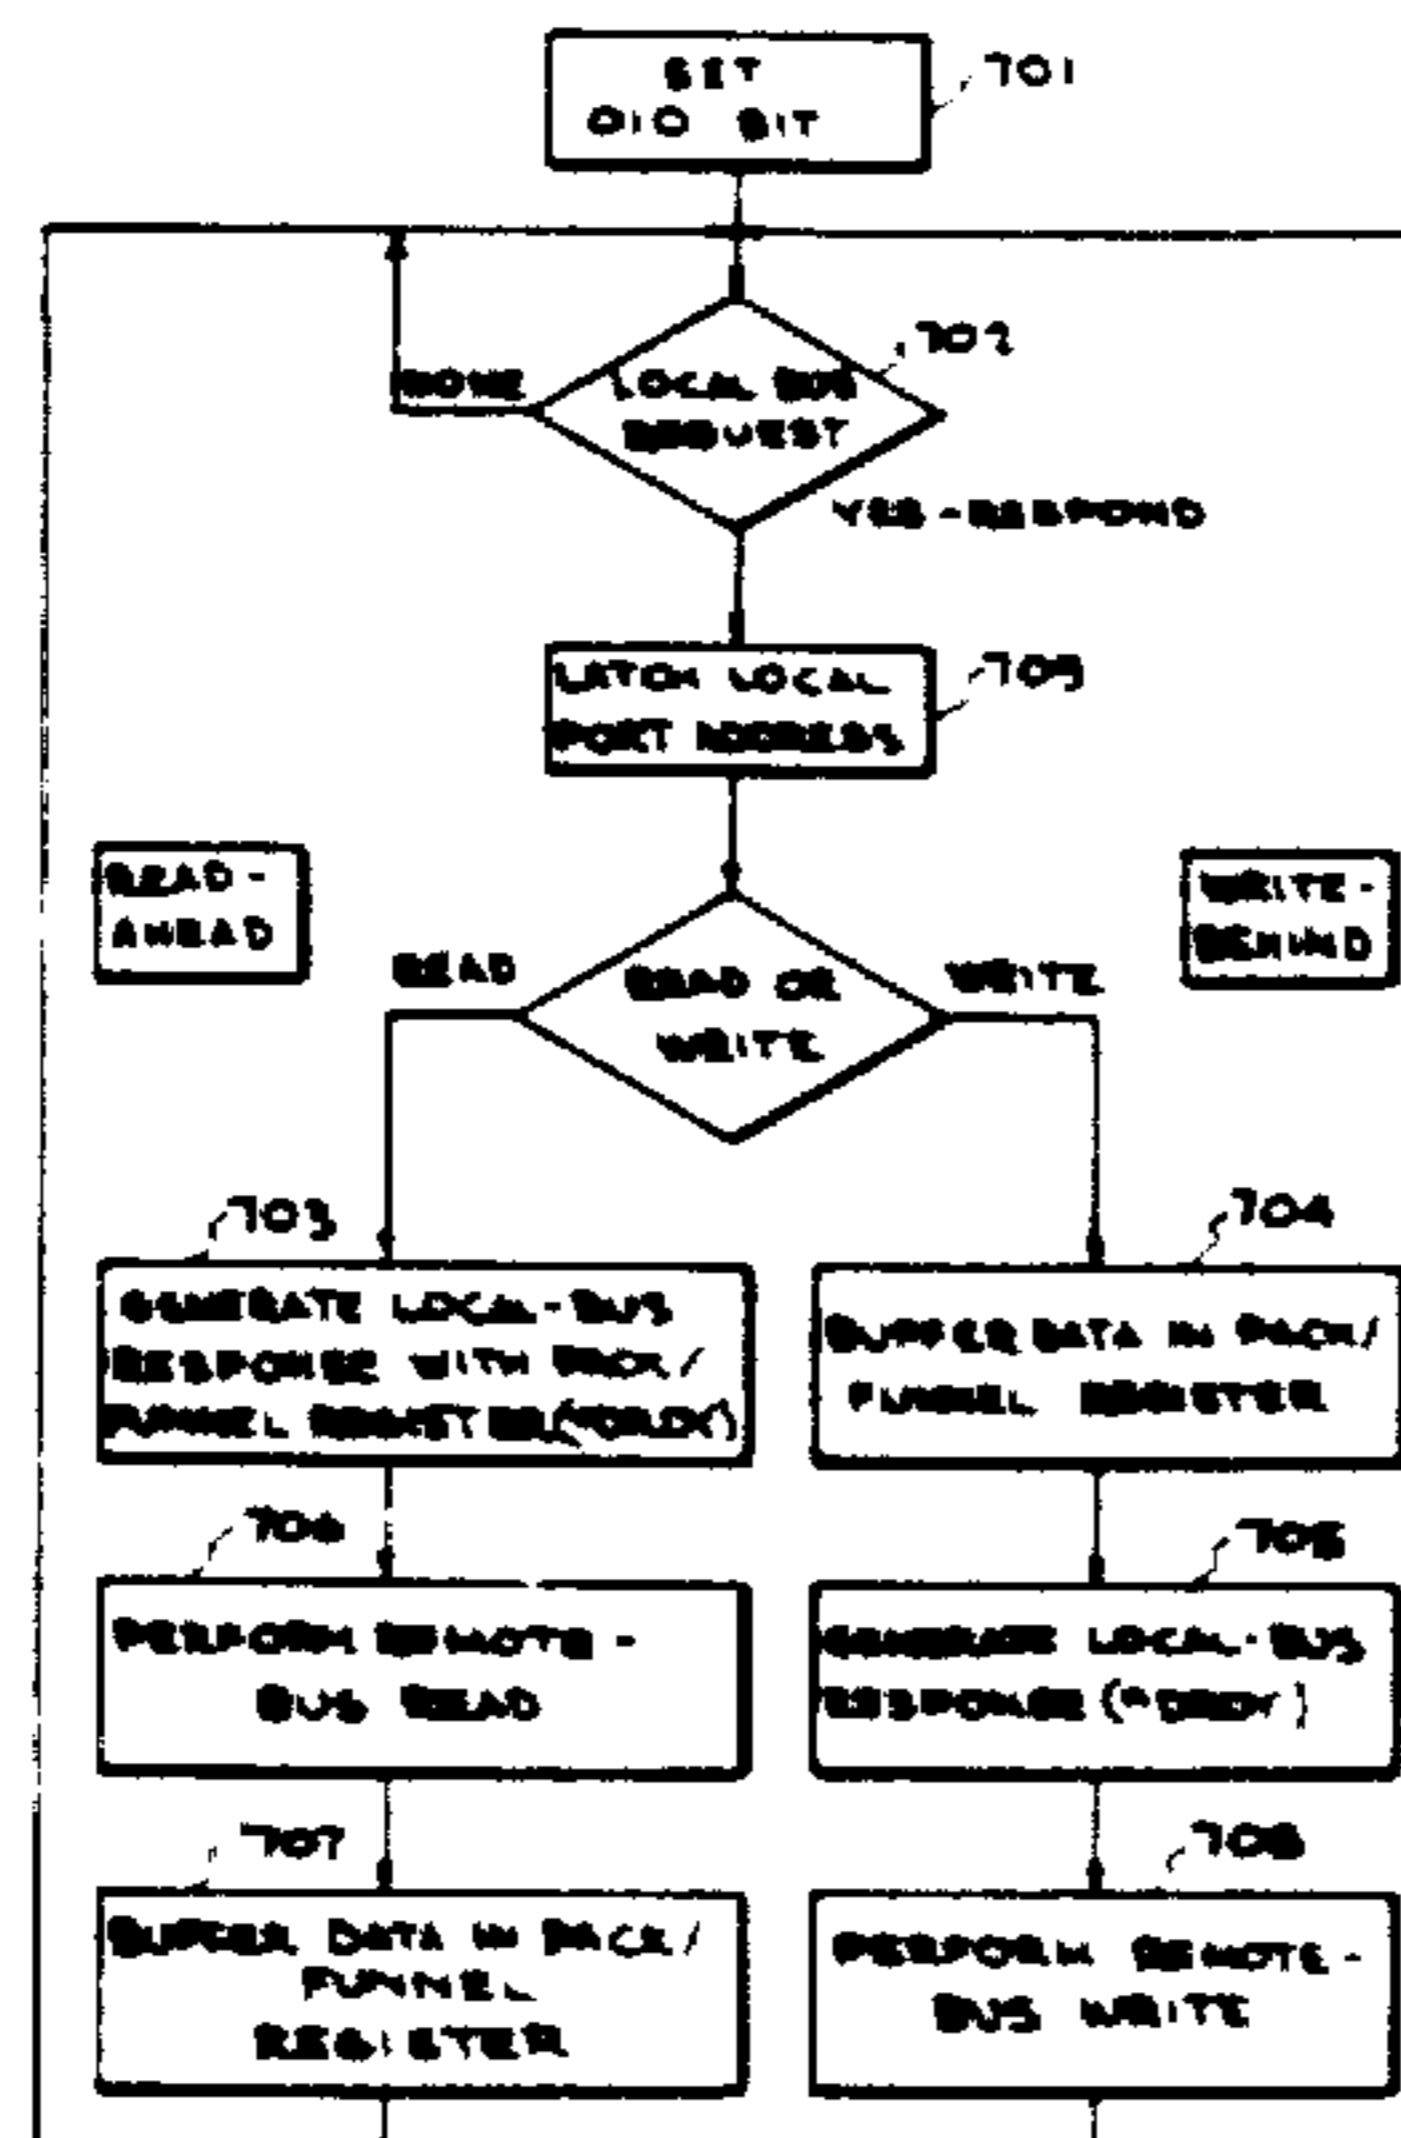 SET
010 BIT
701
702
NONE
LOCAL BUS
REQUEST
YES - RESPOND
LATCH LOCAL
PORT ADDRESS
READ -
AHEAD
WRITE -
BEHIND
READ
READ OR
WRITE
WRITE
703
704
GENERATE LOCAL - BUS
RESPONSE WITH PACK /
FUNNEL REGISTER
BUFFER DATA IN PACK /
FUNNEL REGISTER
706
705
PERFORM REMOTE -
BUS READ
GENERATE LOCAL - BUS
RESPONSE
707
708
BUFFER DATA IN PACK /
FUNNEL
REGISTER
PERFORM REMOTE -
BUS WRITE